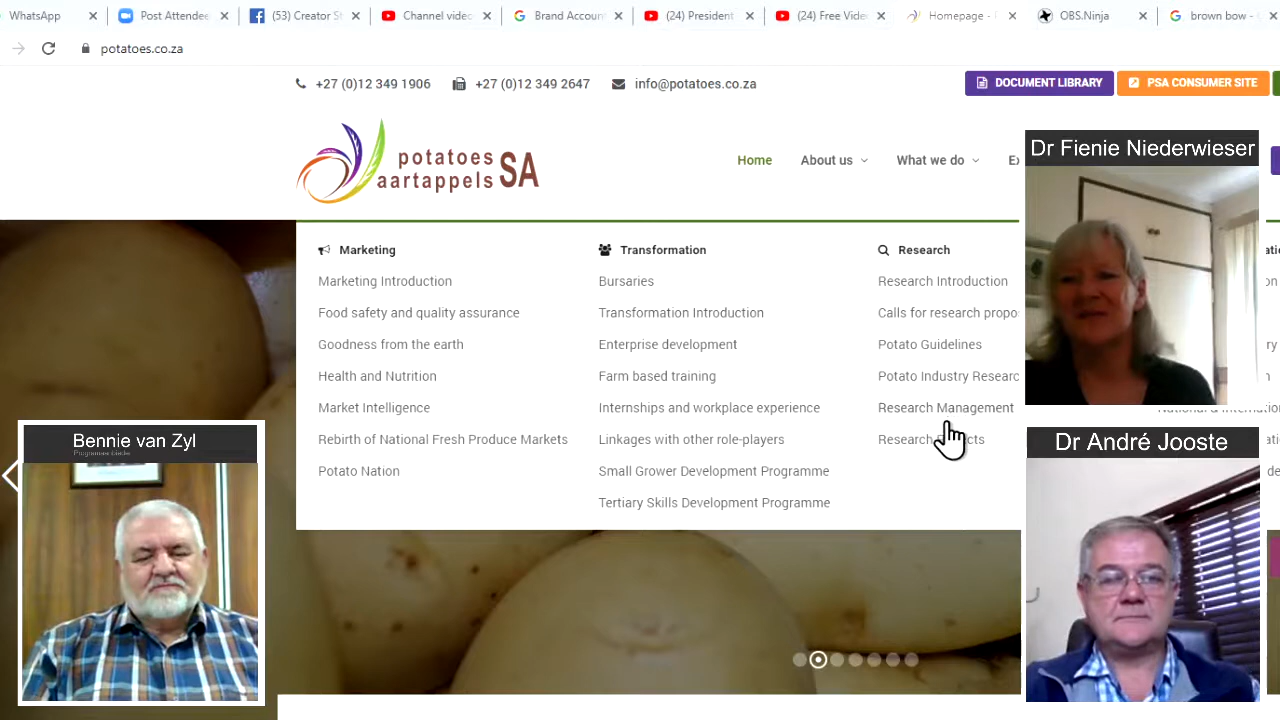 WhatsApp
Post Attendee
(53) Creator St
Channel video
Brand Accoun
(24) President
(24) Free Vide
Homepage -
OBS.Ninja
brown bow -
potatoes.co.za
+27 (0)12 349 1906
+27 (0)12 349 2647
info@potatoes.co.za
DOCUMENT LIBRARY
PSA CONSUMER SITE
potatoes
aartappels SA
Home
About us
What we do
Ex
Dr Fienie Niederwieser
Marketing
Marketing Introduction
Food safety and quality assurance
Goodness from the earth
Health and Nutrition
Market Intelligence
Rebirth of National Fresh Produce Markets
Potato Nation
Transformation
Bursaries
Transformation Introduction
Enterprise development
Farm based training
Internships and workplace experience
Linkages with other role-players
Small Grower Development Programme
Tertiary Skills Development Programme
Research
Research Introduction
Calls for research propo
Potato Guidelines
Potato Industry Researc
Research Management
Research
Bennie van Zyl
Dr André Jooste